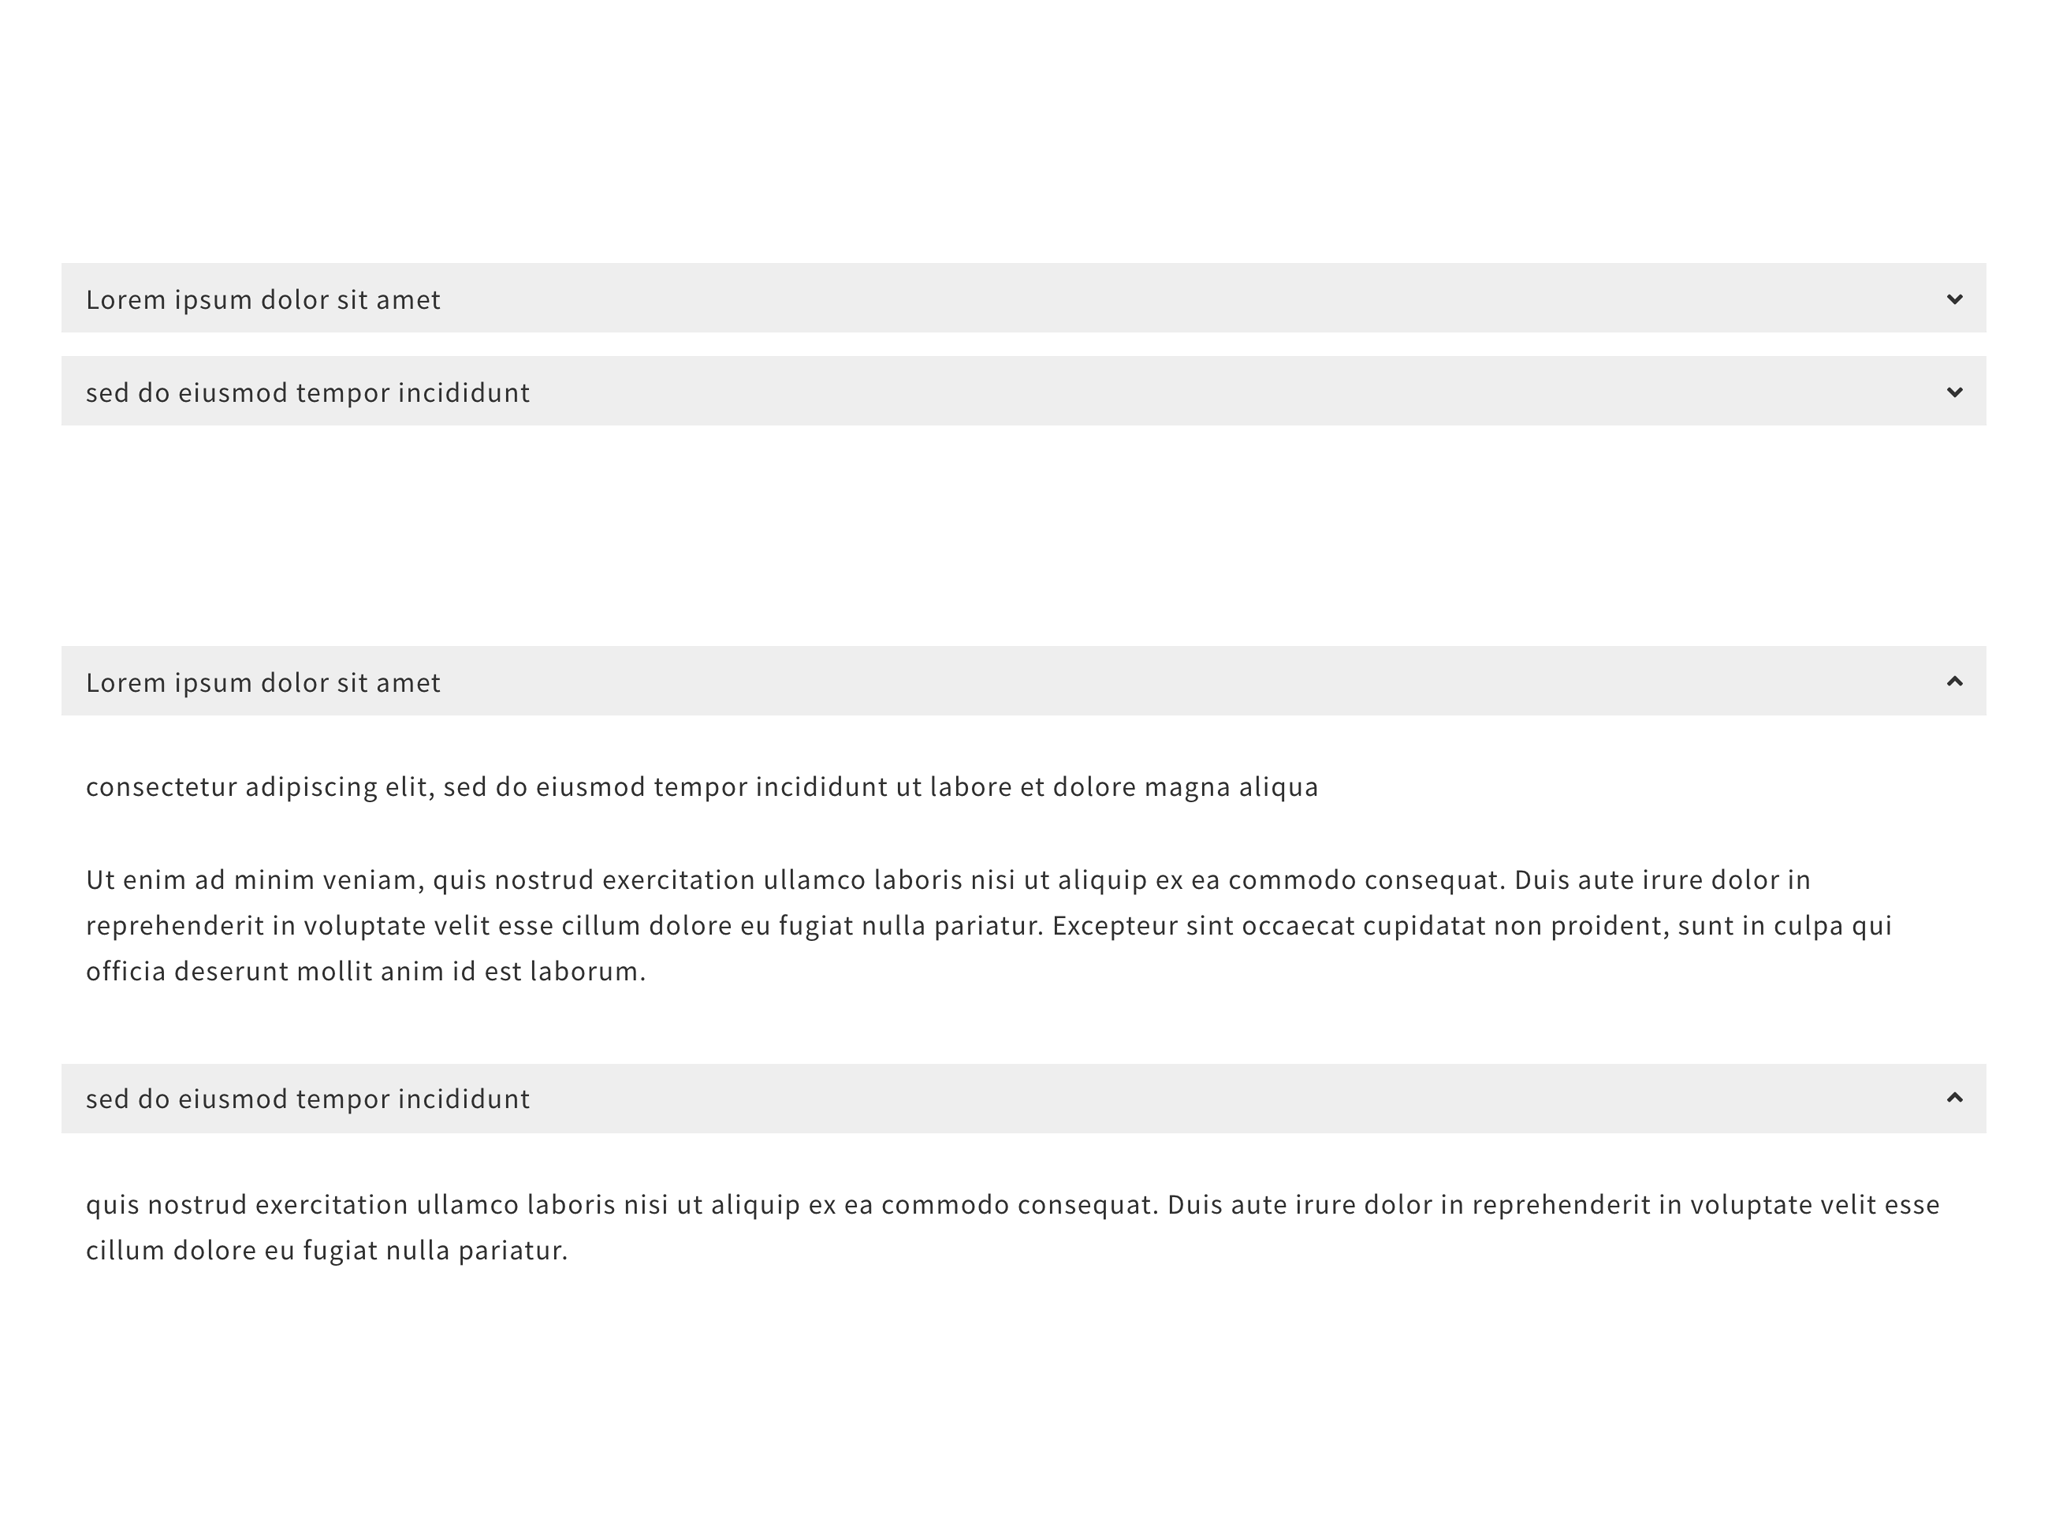 Lorem ipsum dolor sit amet
sed do eiusmod tempor incididunt
Lorem ipsum dolor sit amet
consectetur adipiscing elit, sed do eiusmod tempor incididunt ut labore et dolore magna aliqua
Ut enim ad minim veniam, quis nostrud exercitation ullamco laboris nisi ut aliquip ex ea commodo consequat. Duis aute irure dolor in
reprehenderit in voluptate velit esse cillum dolore eu fugiat nulla pariatur. Excepteur sint occaecat cupidatat non proident, sunt in culpa qui
officia deserunt mollit anim id est laborum.
sed do eiusmod tempor incididunt
quis nostrud exercitation ullamco laboris nisi ut aliquip ex ea commodo consequat. Duis aute irure dolor in reprehenderit in voluptate velit esse
cillum dolore eu fugiat nulla pariatur.